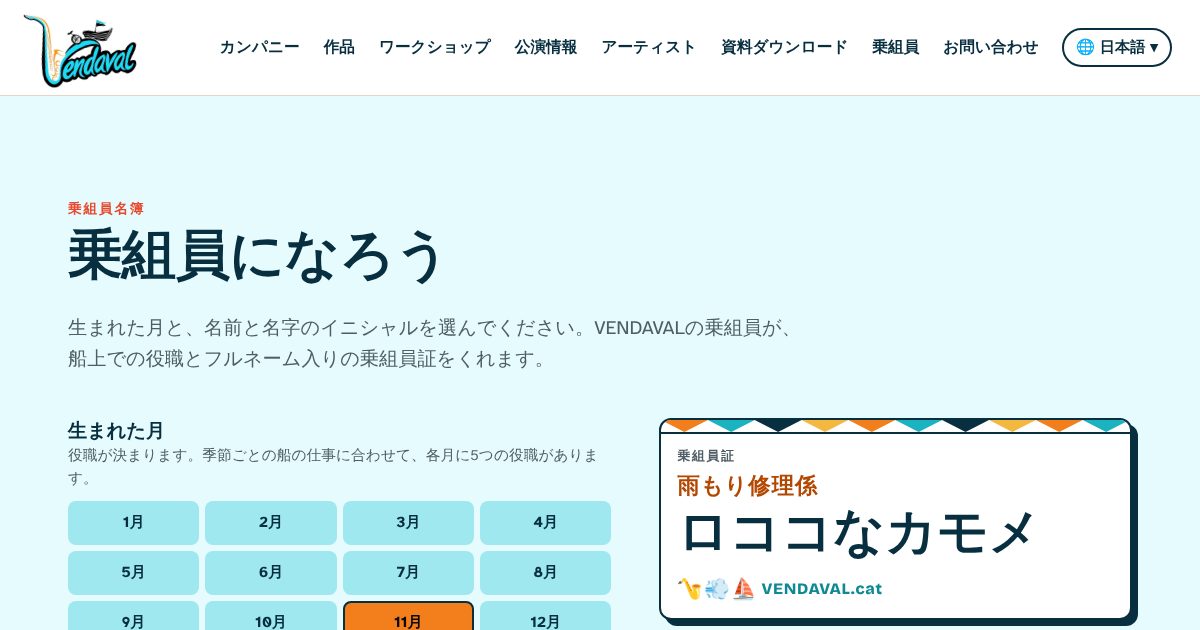 Vendaval
カンパニー 作品 ワークショップ 公演情報 アーティスト 資料ダウンロード 乗組員 お問い合わせ 🌐 日本語 ▾
乗組員名簿
乗組員になろう
生まれた月と、名前と名字のイニシャルを選んでください。VENDAVALの乗組員が、
船上での役職とフルネーム入りの乗組員証をくれます。
生まれた月
役職が決まります。季節ごとの船の仕事に合わせて、各月に5つの役職がありま
す。
1月 2月 3月 4月
5月 6月 7月 8月
9月 10月 11月 12月
乗組員証
雨もり修理係
ロココなカモメ
🎷💨⛵ VENDAVAL.cat